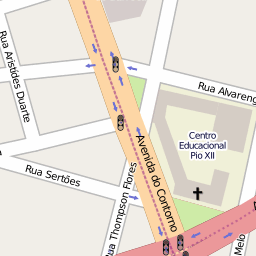 Rua Aristides Duarte
Rua Alvareng
Avenida do Contorno
Centro
Educacional
Pio XII
Rua Sertões
Rua Thompson Flores
Melo